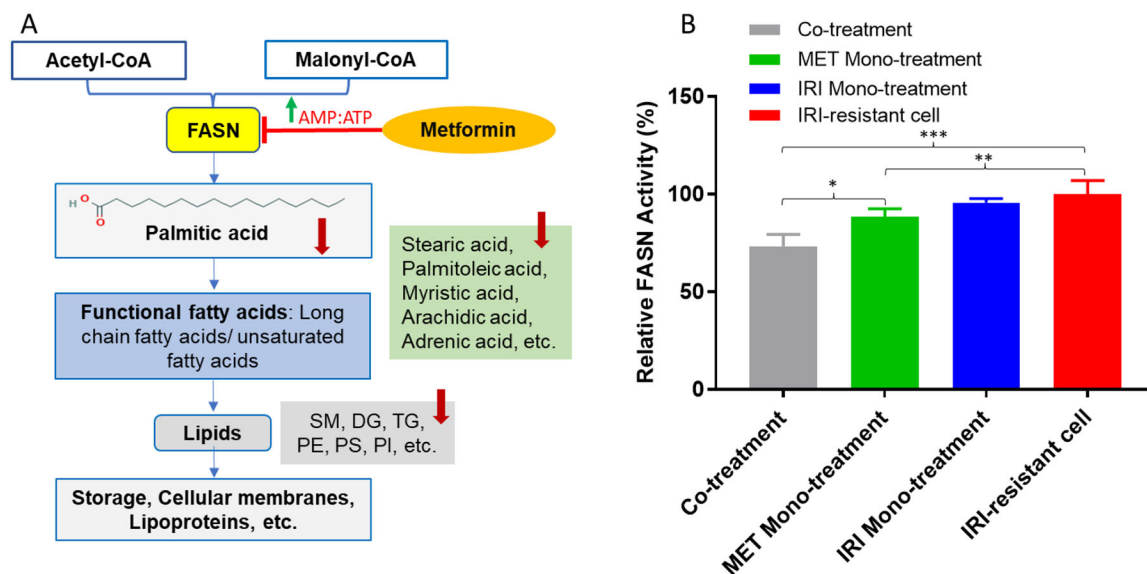 A
Acetyl-CoA
Malonyl-CoA
FASN
AMP:ATP
Metformin
H
O
O
Palmitic acid
Stearic acid,
Palmitoleic acid,
Myristic acid,
Arachidic acid,
Adrenic acid, etc.
Functional fatty acids: Long
chain fatty acids/ unsaturated
fatty acids
Lipids
SM, DG, TG,
PE, PS, PI, etc.
Storage, Cellular membranes,
Lipoproteins, etc.
B
Co-treatment
MET Mono-treatment
IRI Mono-treatment
IRI-resistant cell
Relative FASN Activity (%)
150
100
50
0
***
**
*
Co-treatment
MET Mono-treatment
IRI Mono-treatment
IRI-resistant cell